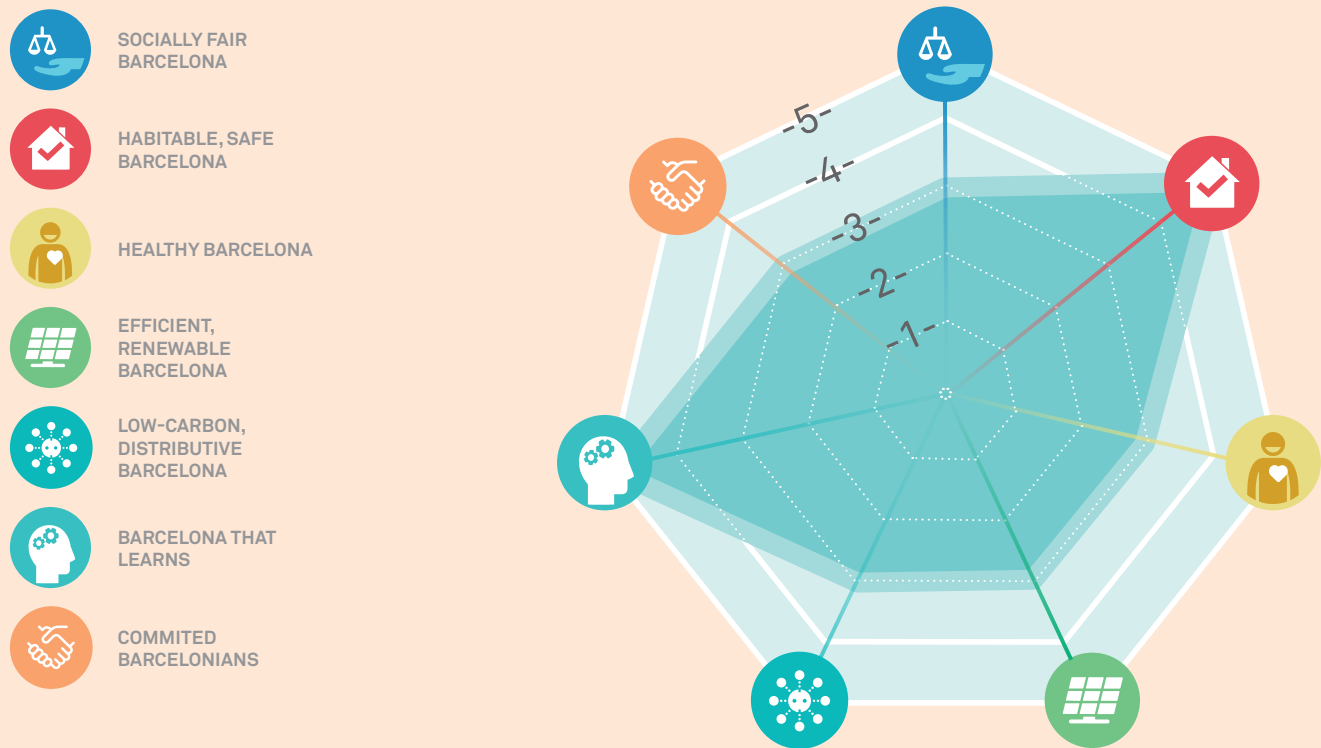 SOCIALLY FAIR
BARCELONA
HABITABLE, SAFE
BARCELONA
HEALTHY BARCELONA
EFFICIENT,
RENEWABLE
BARCELONA
LOW-CARBON,
DISTRIBUTIVE
BARCELONA
BARCELONA THAT
LEARNS
COMMITED
BARCELONIANS
-5-
-4-
-3-
-2-
-1-